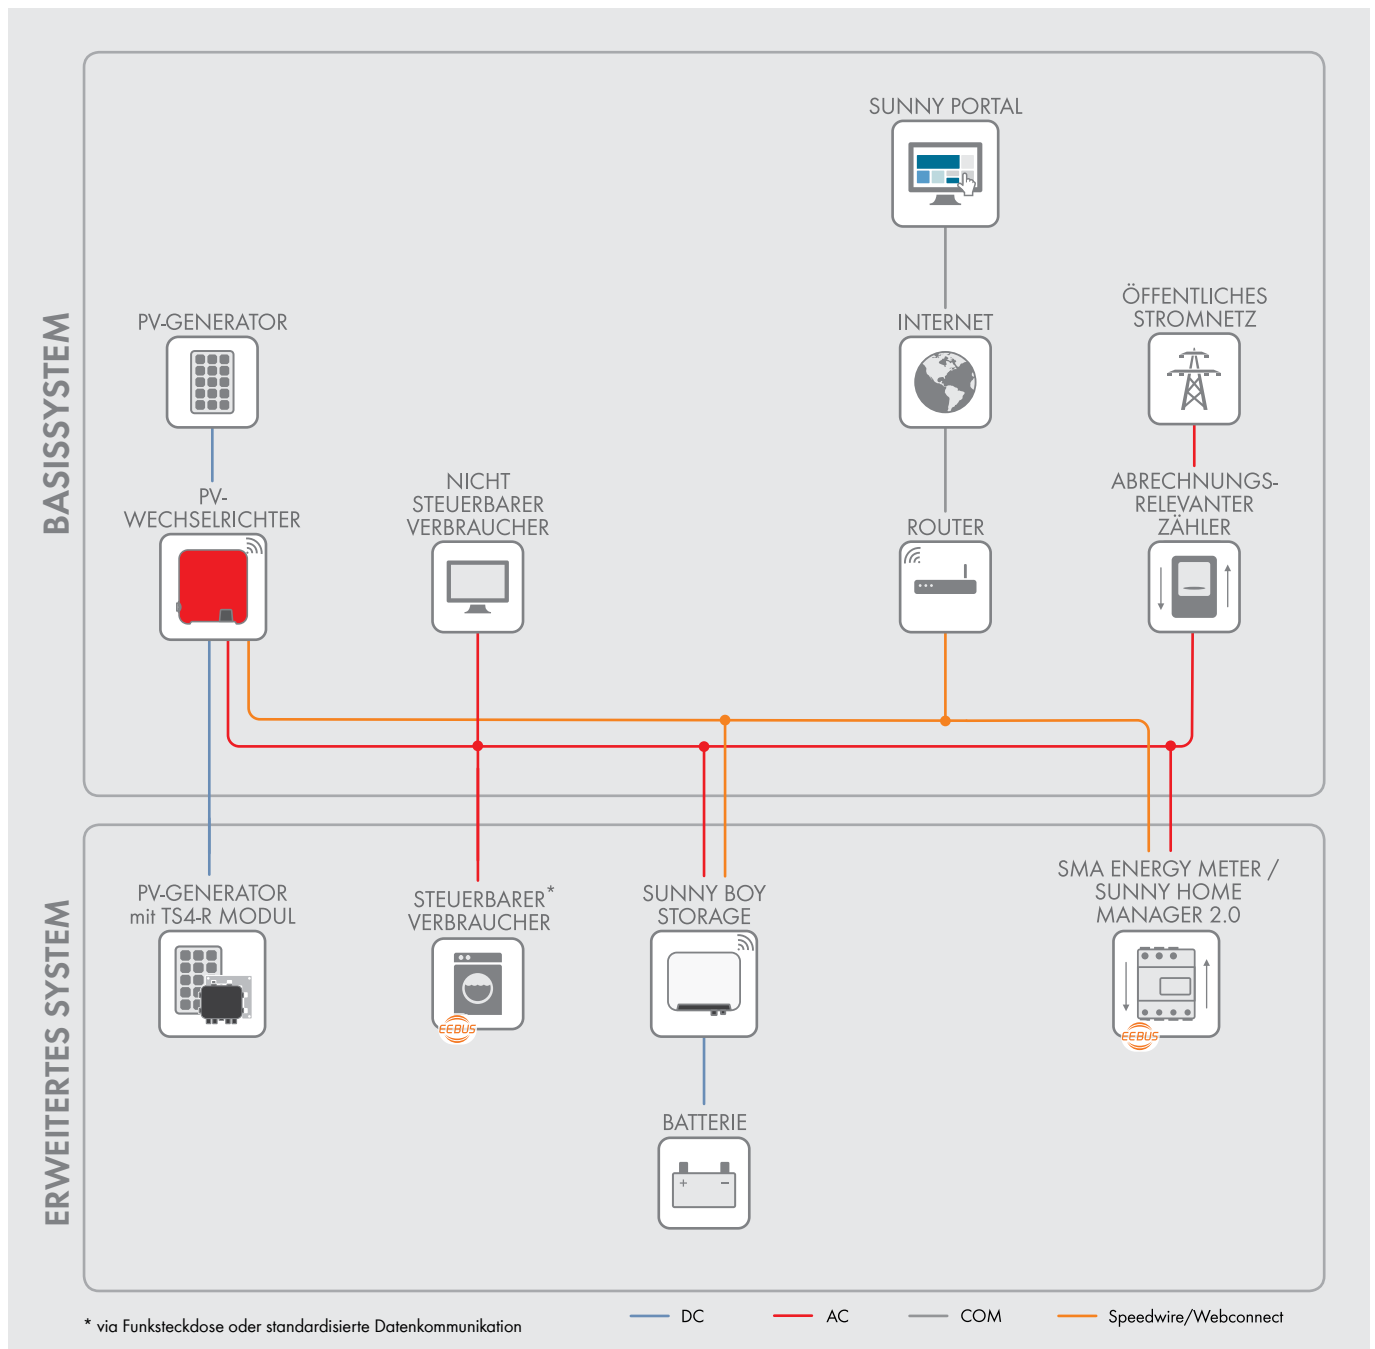 BASISSYSTEM
SUNNY PORTAL
PV-GENERATOR
INTERNET
ÖFFENTLICHES
STROMNETZ
PV-
WECHSELRICHTER
NICHT
STEUERBARER
VERBRAUCHER
ROUTER
ABRECHNUNGS-
RELEVANTER
ZÄHLER
ERWEITERTES SYSTEM
PV-GENERATOR
mit TS4-R MODUL
STEUERBARER*
VERBRAUCHER
EEBUS
SUNNY BOY
STORAGE
SMA ENERGY METER /
SUNNY HOME
MANAGER 2.0
EEBUS
BATTERIE
+ −
* via Funksteckdose oder standardisierte Datenkommunikation
DC
AC
COM
Speedwire/Webconnect